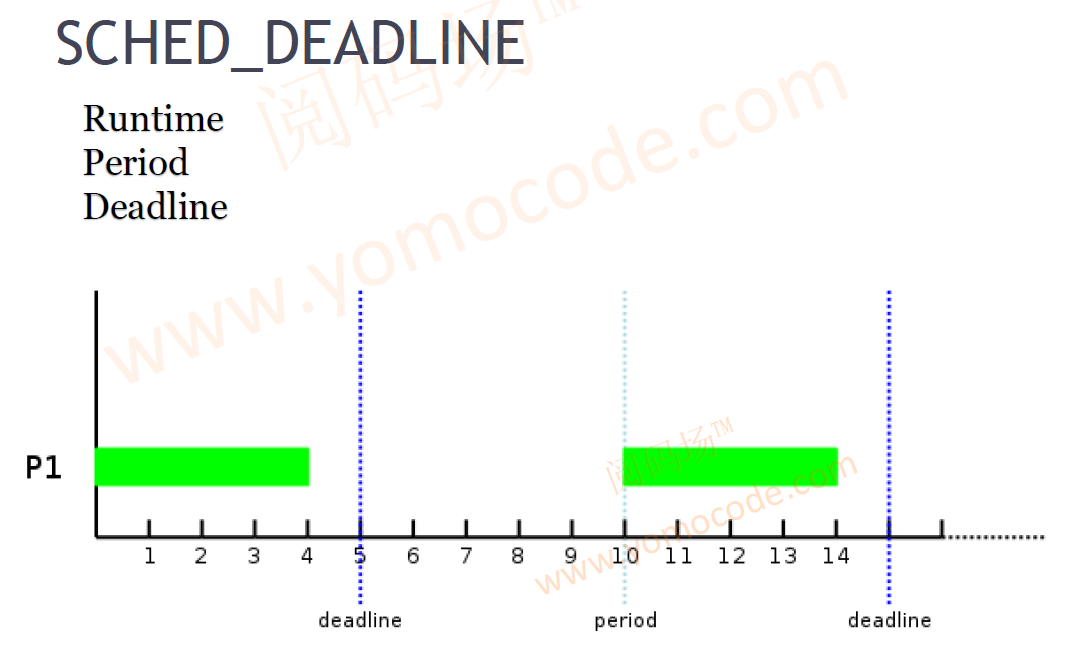 SCHED_DEADLINE
阅码场™
www.yomocode.com
Runtime
Period
Deadline
P1
阅码场™
www.yomocode.com
1 2 3 4 5 6 7 8 9 10 11 12 13 14
deadline period deadline